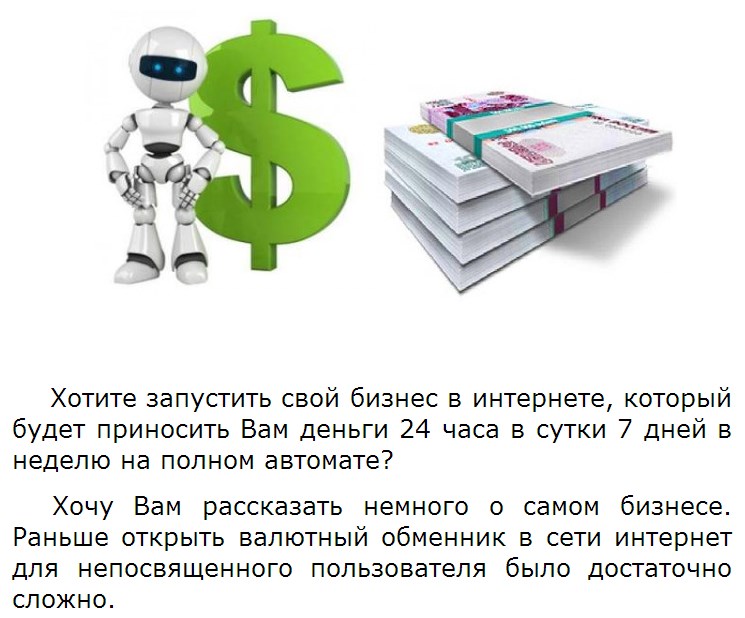 Хотите запустить свой бизнес в интернете, который
будет приносить Вам деньги 24 часа в сутки 7 дней в
неделю на полном автомате?
Хочу Вам рассказать немного о самом бизнесе.
Раньше открыть валютный обменник в сети интернет
для непосвященного пользователя было достаточно
сложно.